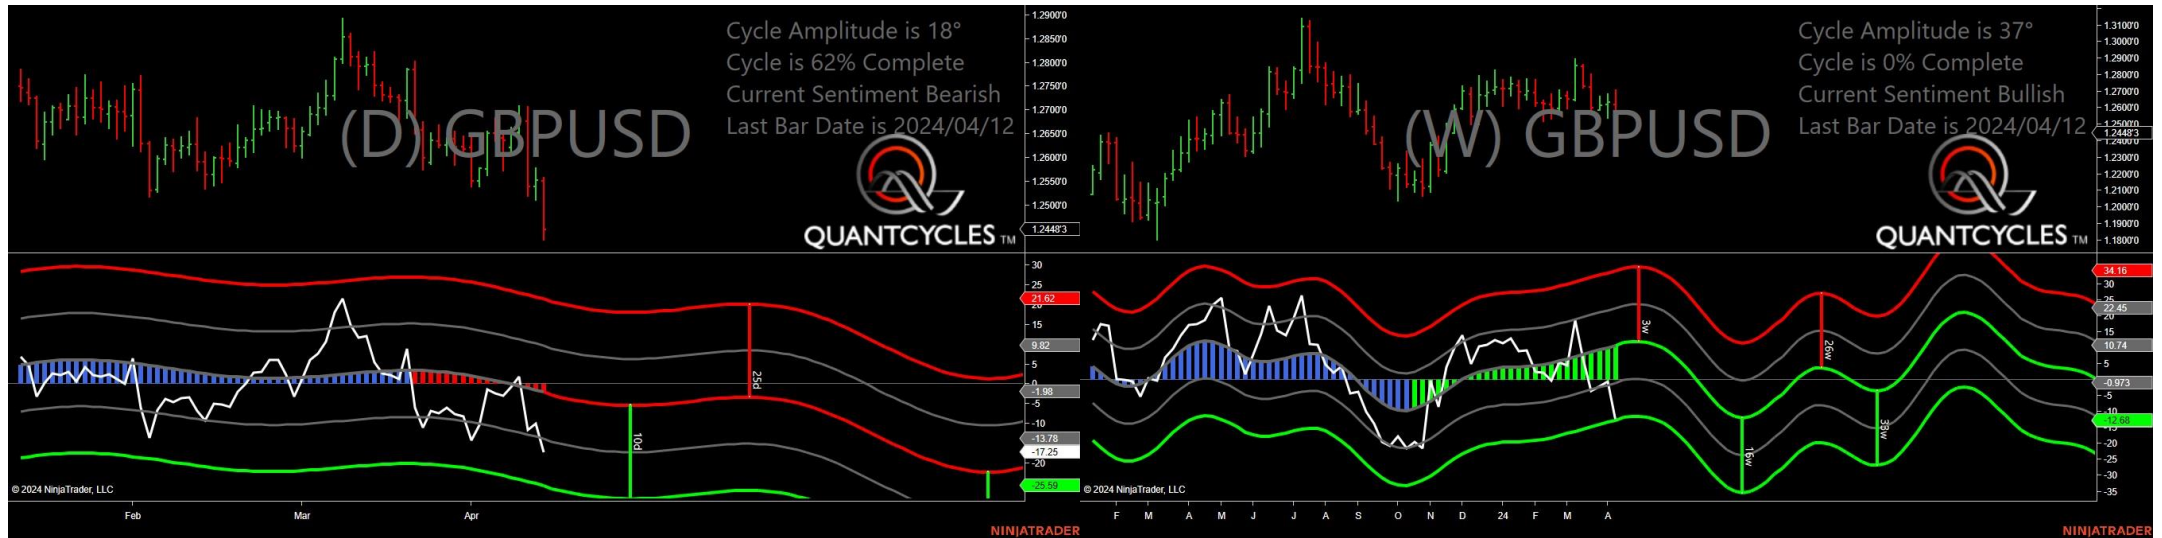 Cycle Amplitude is 18°
Cycle is 62% Complete
Current Sentiment Bearish
Last Bar Date is 2024/04/12
(D) GBPUSD
QUANTCYCLES TM
1.2900'0
1.2850'0
1.2800'0
1.2750'0
1.2700'0
1.2650'0
1.2600'0
1.2550'0
1.2500'0
1.2448'3
30
25
21.62
15
9.82
5
-1.98
-5
-10
-13.78
-17.25
-20
-25.59
25d
10d
© 2024 NinjaTrader, LLC
Feb Mar Apr
NINJATRADER
Cycle Amplitude is 37°
Cycle is 0% Complete
Current Sentiment Bullish
Last Bar Date is 2024/04/12
(W) GBPUSD
QUANTCYCLES TM
1.3100'0
1.3000'0
1.2900'0
1.2800'0
1.2700'0
1.2600'0
1.2500'0
1.2448'3
1.2300'0
1.2200'0
1.2100'0
1.2000'0
1.1900'0
1.1800'0
34.16
30
25
22.45
20
15
10.74
5
-0.973
-5
-10
-12.68
-20
-25
-30
-35
3w
26w
16w
33w
© 2024 NinjaTrader, LLC
F M A M J J A S O N D 24 F M A
NINJATRADER